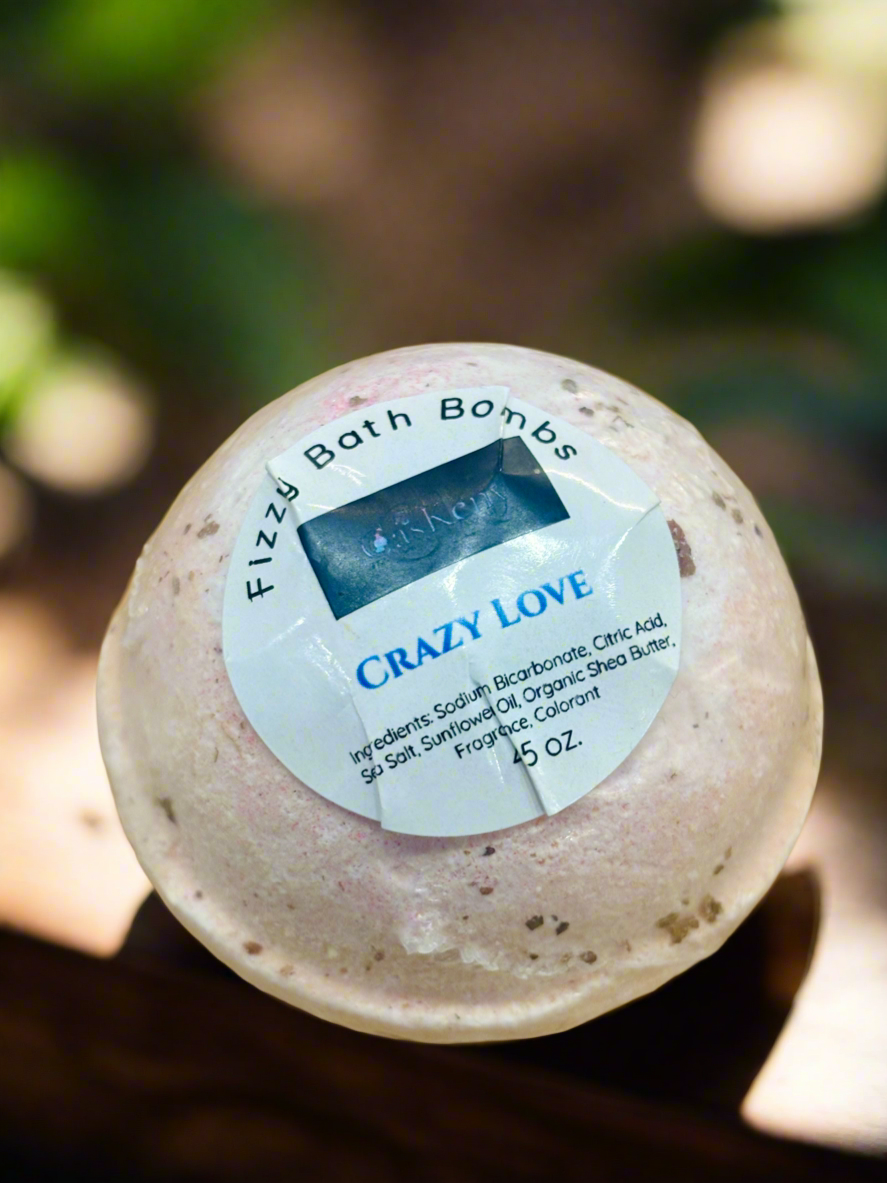 Fizzy Bath Bombs
CRAZY LOVE
Ingredients: Sodium Bicarbonate, Citric Acid,
Sea Salt, Sunflower Oil, Organic Shea Butter,
Fragrance, Colorant
45 oz.